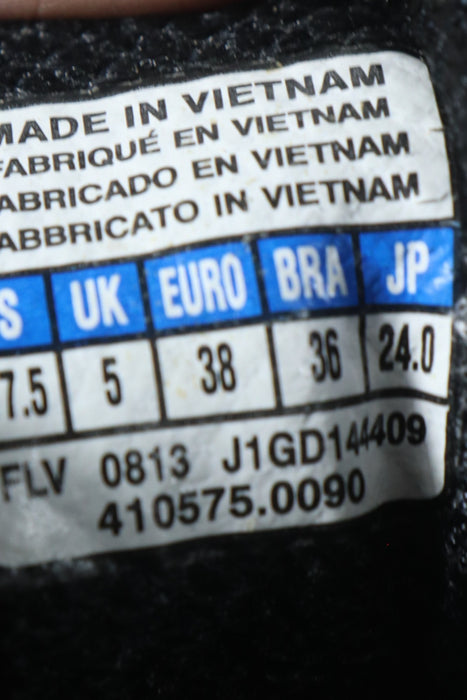 MADE IN VIETNAM
FABRIQUÉ EN VIETNAM
ABRICADO EN VIETNAM
ABBRICATO IN VIETNAM
S UK EURO BRA JP
7.5 5 38 36 24.0
FLV 0813 J1GD144409
410575.0090